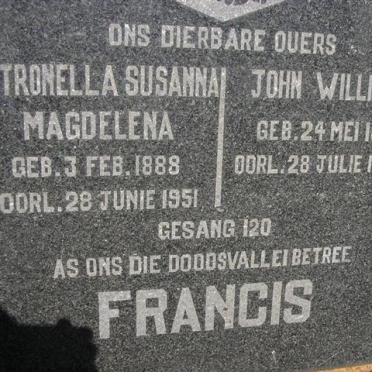 ONS DIERBARE OUERS
TRONELLA SUSANNA
MAGDELENA
GEB. 3 FEB. 1888
OORL. 28 JUNIE 1951
JOHN WILLI
GEB. 24 MEI 1
OORL. 28 JULIE 1
GESANG 120
AS ONS DIE DOODSVALLEI BETREE
FRANCIS